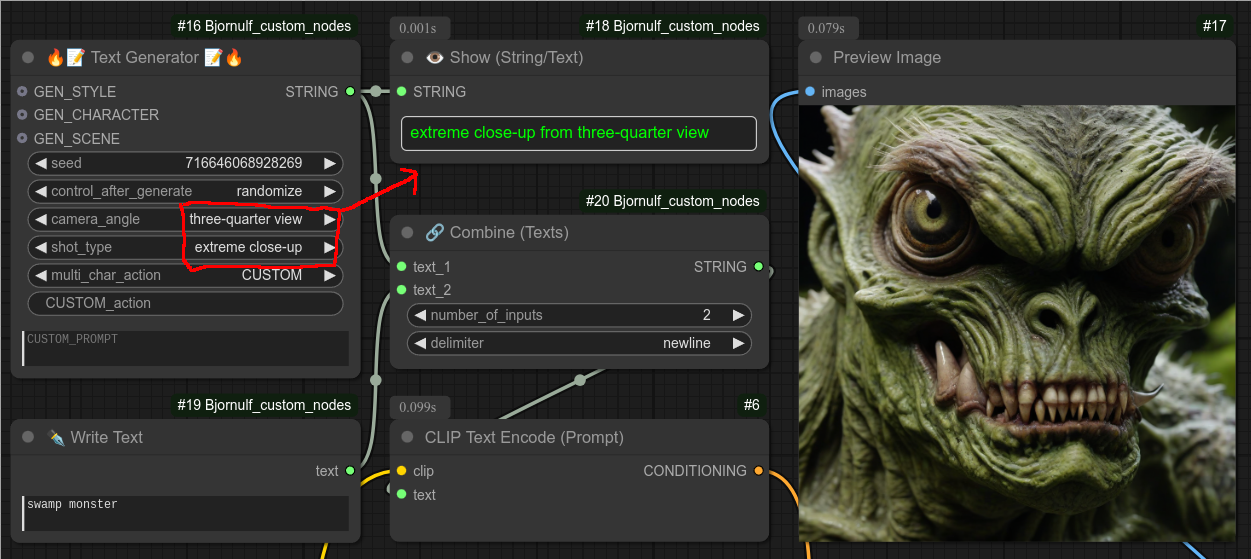 #16 Bjornulf_custom_nodes
🔥📝 Text Generator 📝🔥
GEN_STYLE STRING
GEN_CHARACTER
GEN_SCENE
seed 716646068928269
control_after_generate randomize
camera_angle three-quarter view
shot_type extreme close-up
multi_char_action CUSTOM
CUSTOM_action
CUSTOM_PROMPT
#19 Bjornulf_custom_nodes
✒️ Write Text
text
swamp monster
0.001s #18 Bjornulf_custom_nodes
👁️ Show (String/Text)
STRING
extreme close-up from three-quarter view
#20 Bjornulf_custom_nodes
🔗 Combine (Texts)
text_1 STRING
text_2
number_of_inputs 2
delimiter newline
0.099s #6
CLIP Text Encode (Prompt)
clip CONDITIONING
text
0.079s #17
Preview Image
images